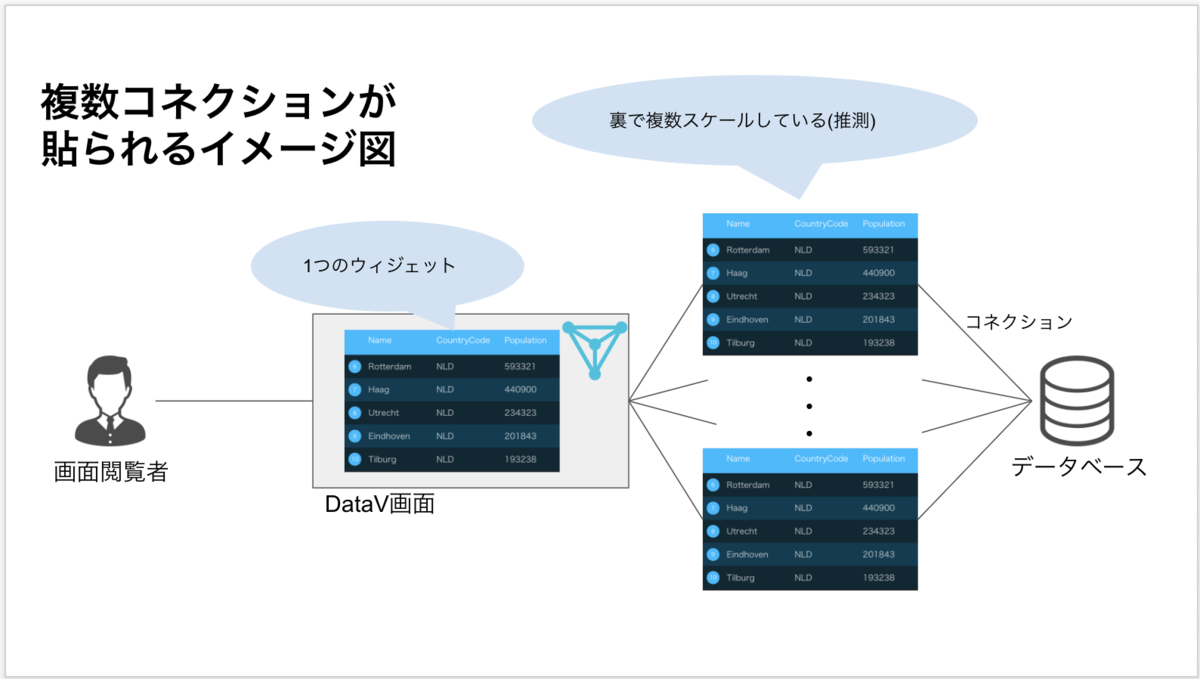 複数コネクションが
貼られるイメージ図
裏で複数スケールしている(推測)
1つのウィジェット
Name CountryCode Population
6 Rotterdam NLD 593321
7 Haag NLD 440900
8 Utrecht NLD 234323
9 Eindhoven NLD 201843
10 Tilburg NLD 193238
DataV画面
画面閲覧者
Name CountryCode Population
6 Rotterdam NLD 593321
7 Haag NLD 440900
8 Utrecht NLD 234323
9 Eindhoven NLD 201843
10 Tilburg NLD 193238
Name CountryCode Population
6 Rotterdam NLD 593321
7 Haag NLD 440900
8 Utrecht NLD 234323
9 Eindhoven NLD 201843
10 Tilburg NLD 193238
コネクション
データベース